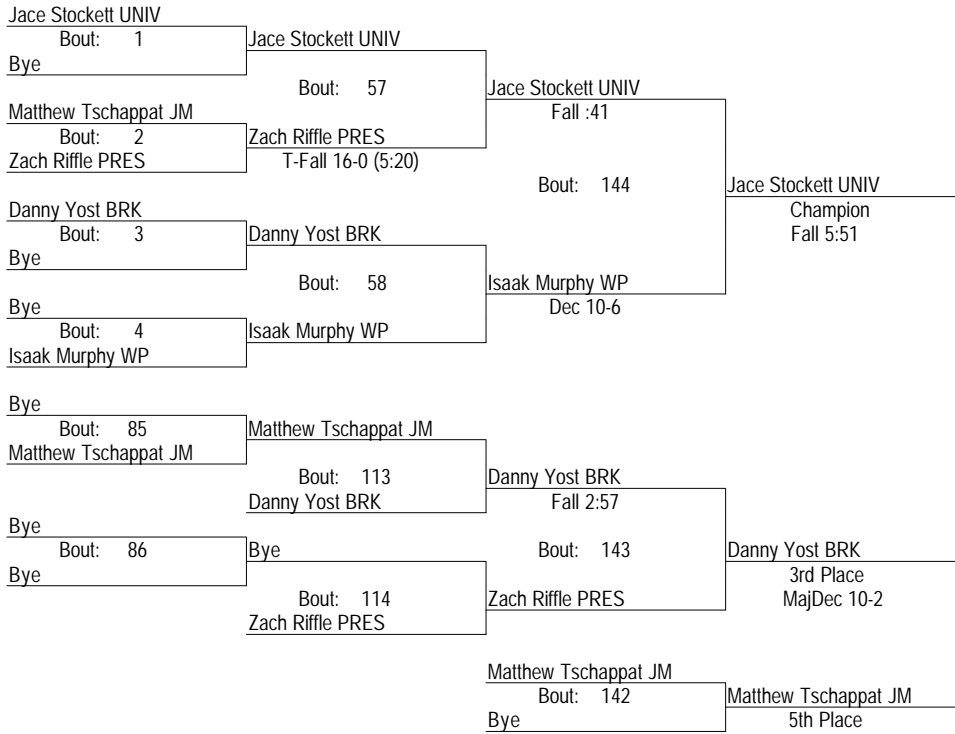 Jace Stockett UNIV
Bout: 1
Jace Stockett UNIV
Bye
Bout: 57
Jace Stockett UNIV
Matthew Tschappat JM
Fall :41
Bout: 2
Zach Riffle PRES
Zach Riffle PRES
T-Fall 16-0 (5:20)
Bout: 144
Jace Stockett UNIV
Danny Yost BRK
Champion
Bout: 3
Danny Yost BRK
Fall 5:51
Bye
Bout: 58
Isaak Murphy WP
Bye
Dec 10-6
Bout: 4
Isaak Murphy WP
Isaak Murphy WP
Bye
Bout: 85
Matthew Tschappat JM
Matthew Tschappat JM
Bout: 113
Danny Yost BRK
Danny Yost BRK
Fall 2:57
Bye
Bout: 86
Bye
Bout: 143
Danny Yost BRK
Bye
3rd Place
Bout: 114
Zach Riffle PRES
MajDec 10-2
Zach Riffle PRES
Matthew Tschappat JM
Bout: 142
Matthew Tschappat JM
Bye
5th Place